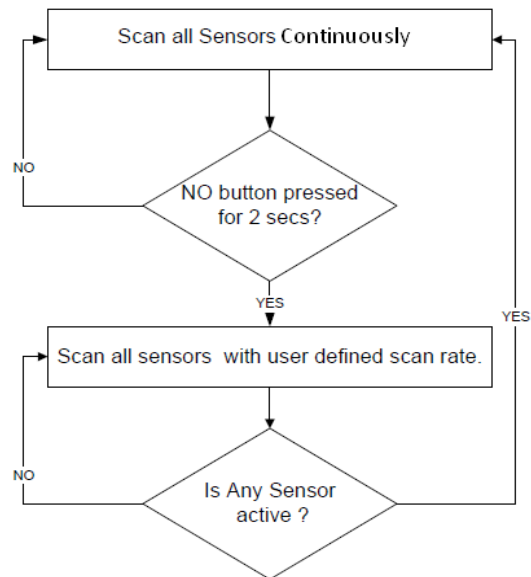 Scan all Sensors Continuously
NO
NO button pressed
for 2 secs?
YES
YES
Scan all sensors with user defined scan rate.
NO
Is Any Sensor
active ?